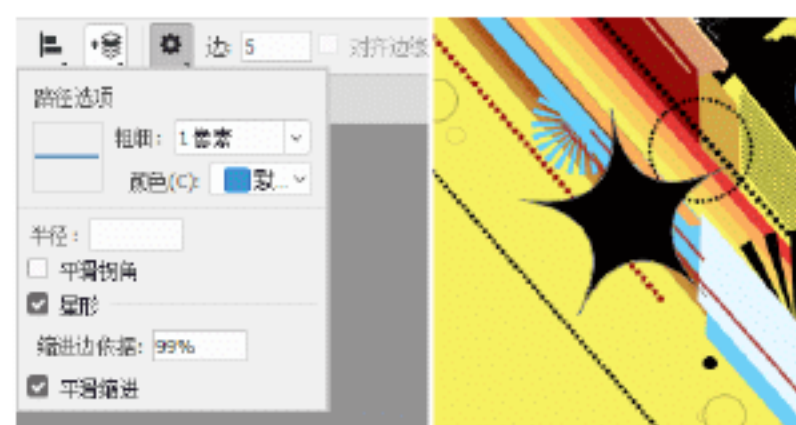 边: 5 对齐边缘
路径选项
粗细: 1 像素
颜色(C): 默...
半径:
平滑拐角
星形
缩进边依据: 99%
平滑缩进